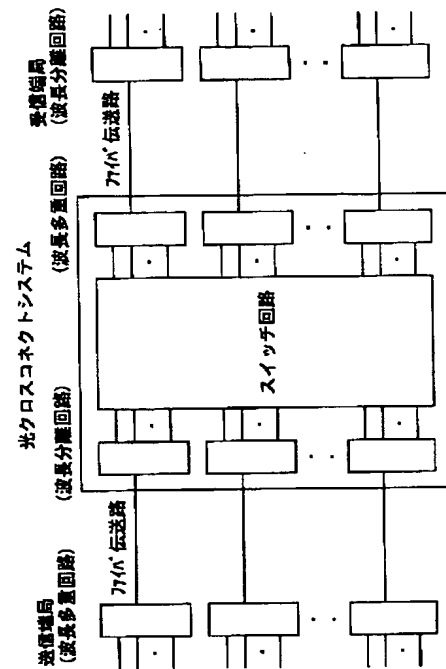 光クロスコネクトシステム
送信端局
(波長多重回路)
(波長分離回路)
(波長多重回路)
受信端局
(波長分離回路)
ファイバ伝送路
ファイバ伝送路
スイッチ回路